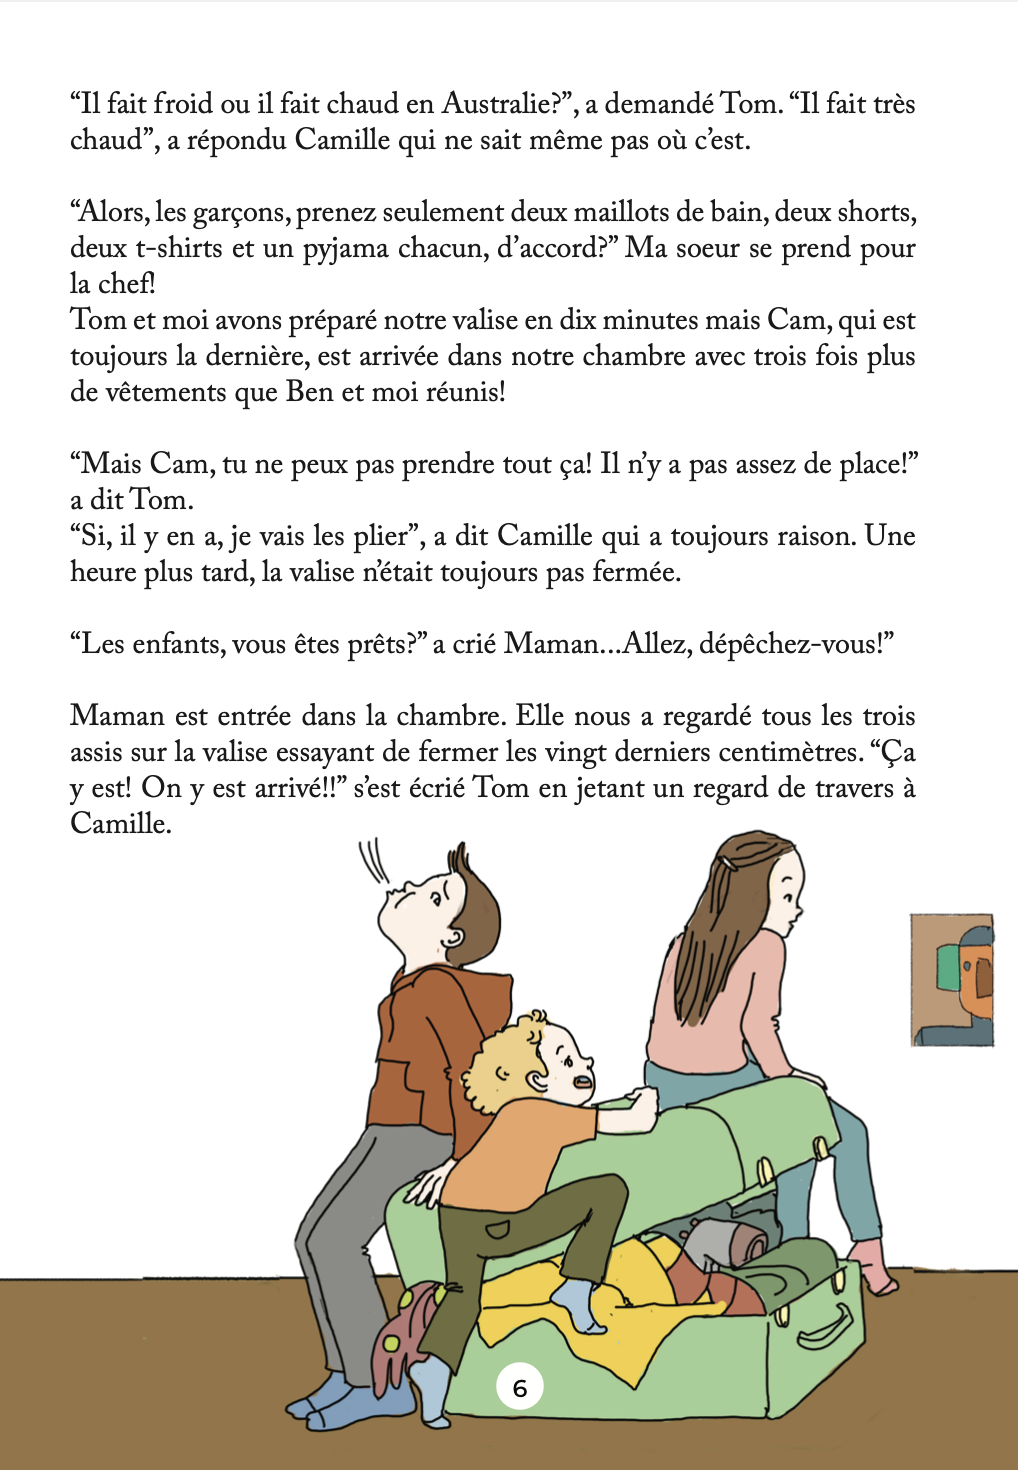 “Il fait froid ou il fait chaud en Australie?”, a demandé Tom. “Il fait très
chaud”, a répondu Camille qui ne sait même pas où c’est.
“Alors, les garçons, prenez seulement deux maillots de bain, deux shorts,
deux t-shirts et un pyjama chacun, d’accord?” Ma soeur se prend pour
la chef!
Tom et moi avons préparé notre valise en dix minutes mais Cam, qui est
toujours la dernière, est arrivée dans notre chambre avec trois fois plus
de vêtements que Ben et moi réunis!
“Mais Cam, tu ne peux pas prendre tout ça! Il n’y a pas assez de place!”
a dit Tom.
“Si, il y en a, je vais les plier”, a dit Camille qui a toujours raison. Une
heure plus tard, la valise n’était toujours pas fermée.
“Les enfants, vous êtes prêts?” a crié Maman...Allez, dépêchez-vous!”
Maman est entrée dans la chambre. Elle nous a regardé tous les trois
assis sur la valise essayant de fermer les vingt derniers centimètres. “Ça
y est! On y est arrivé!!” s’est écrié Tom en jetant un regard de travers à
Camille.
6